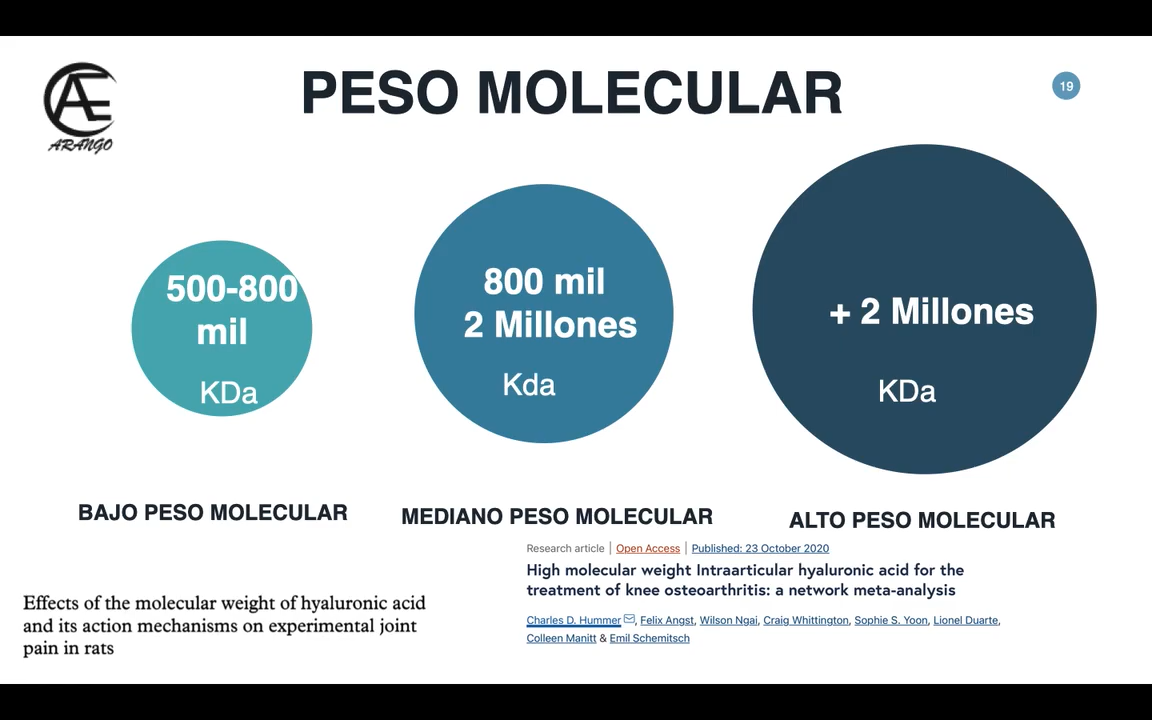 PESO MOLECULAR
19
ARANGO
500-800
mil
KDa
800 mil
2 Millones
Kda
+ 2 Millones
KDa
BAJO PESO MOLECULAR
MEDIANO PESO MOLECULAR
ALTO PESO MOLECULAR
Research article | Open Access | Published: 23 October 2020
High molecular weight Intraarticular hyaluronic acid for the
treatment of knee osteoarthritis: a network meta-analysis
Charles D. Hummer, Felix Angst, Wilson Ngai, Craig Whittington, Sophie S. Yoon, Lionel Duarte,
Colleen Manitt & Emil Schemitsch
Effects of the molecular weight of hyaluronic acid
and its action mechanisms on experimental joint
pain in rats